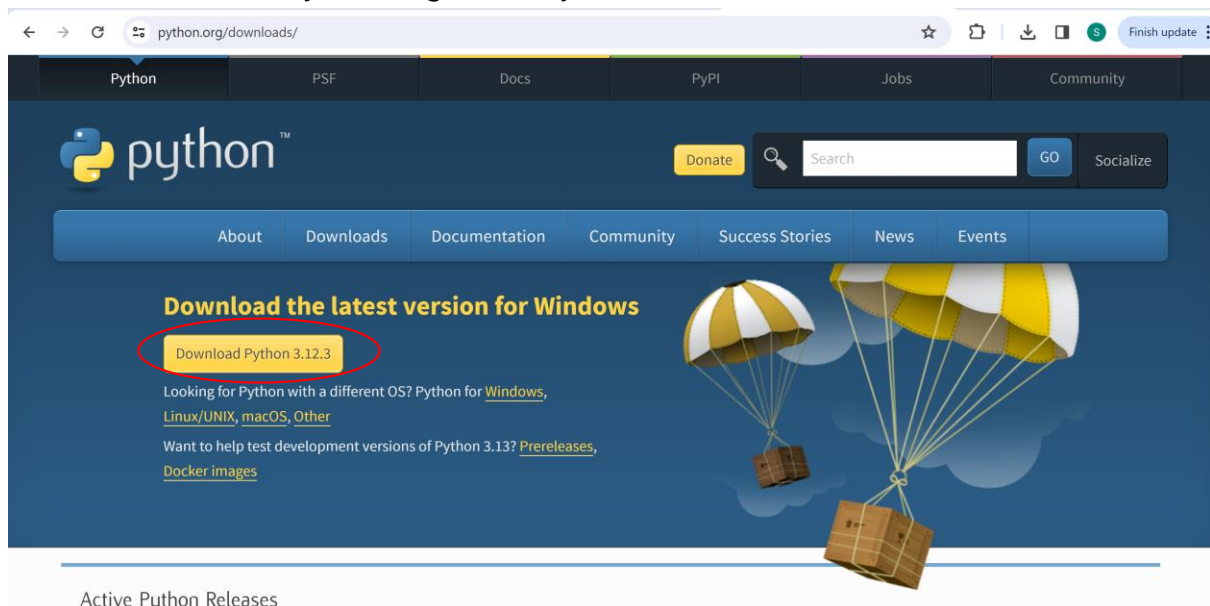 python.org/downloads/
S
Finish update
Python PSF Docs PyPI Jobs Community
python™
Donate Search GO Socialize
About Downloads Documentation Community Success Stories News Events
Download the latest version for Windows
Download Python 3.12.3
Looking for Python with a different OS? Python for Windows,
Linux/UNIX, macOS, Other
Want to help test development versions of Python 3.13? Prereleases,
Docker images
Active Python Releases